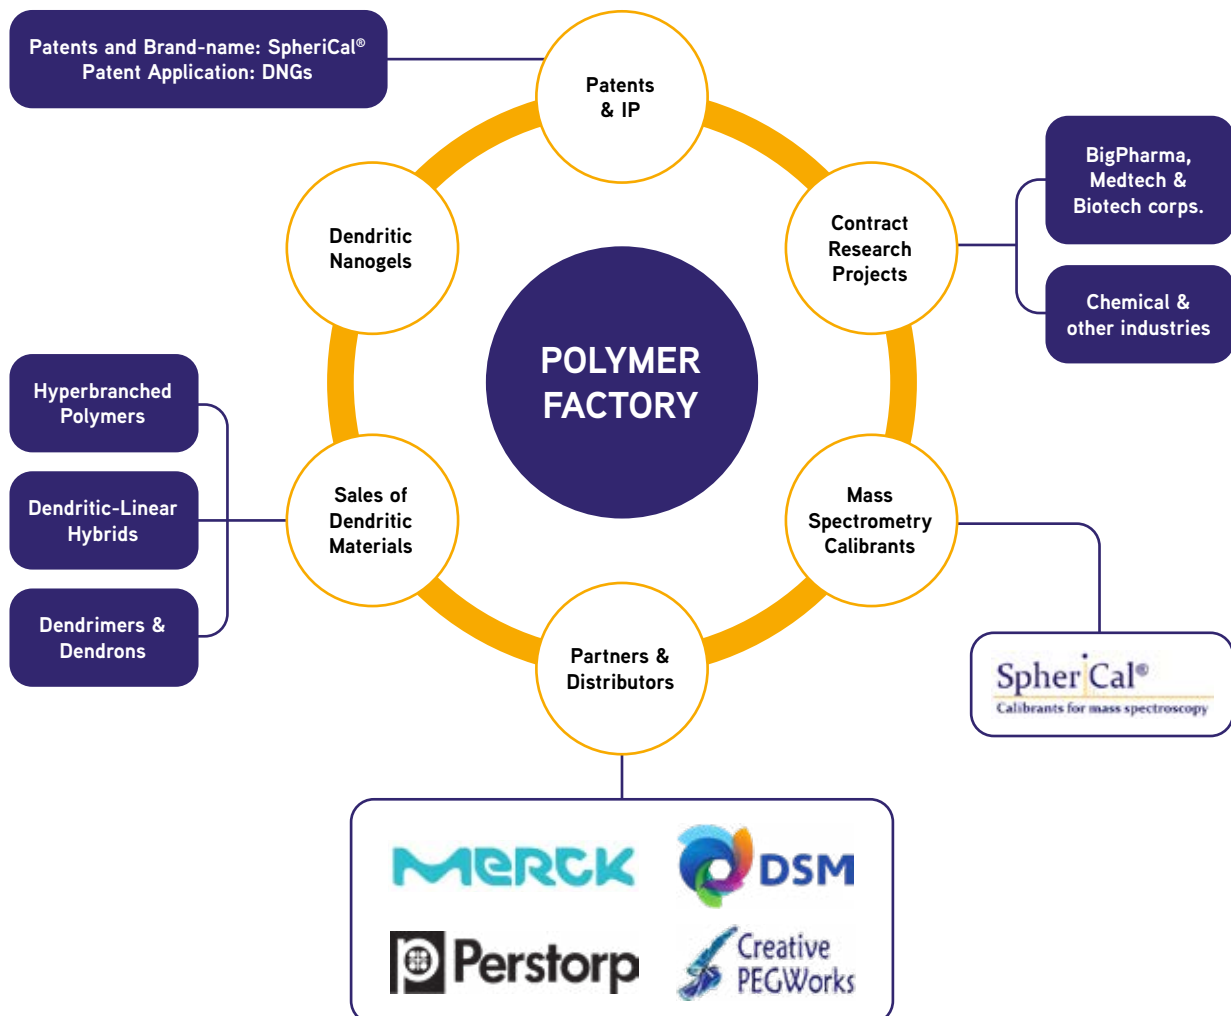 Patents and Brand-name: SpheriCal®
Patent Application: DNGs
Patents
& IP
BigPharma,
Medtech &
Biotech corps.
Contract
Research
Projects
Chemical &
other industries
Dendritic
Nanogels
POLYMER
FACTORY
Hyperbranched
Polymers
Dendritic-Linear
Hybrids
Dendrimers &
Dendrons
Sales of
Dendritic
Materials
Mass
Spectrometry
Calibrants
SpheriCal®
Calibrants for mass spectroscopy
Partners &
Distributors
MERCK
DSM
Perstorp
Creative
PEGWorks